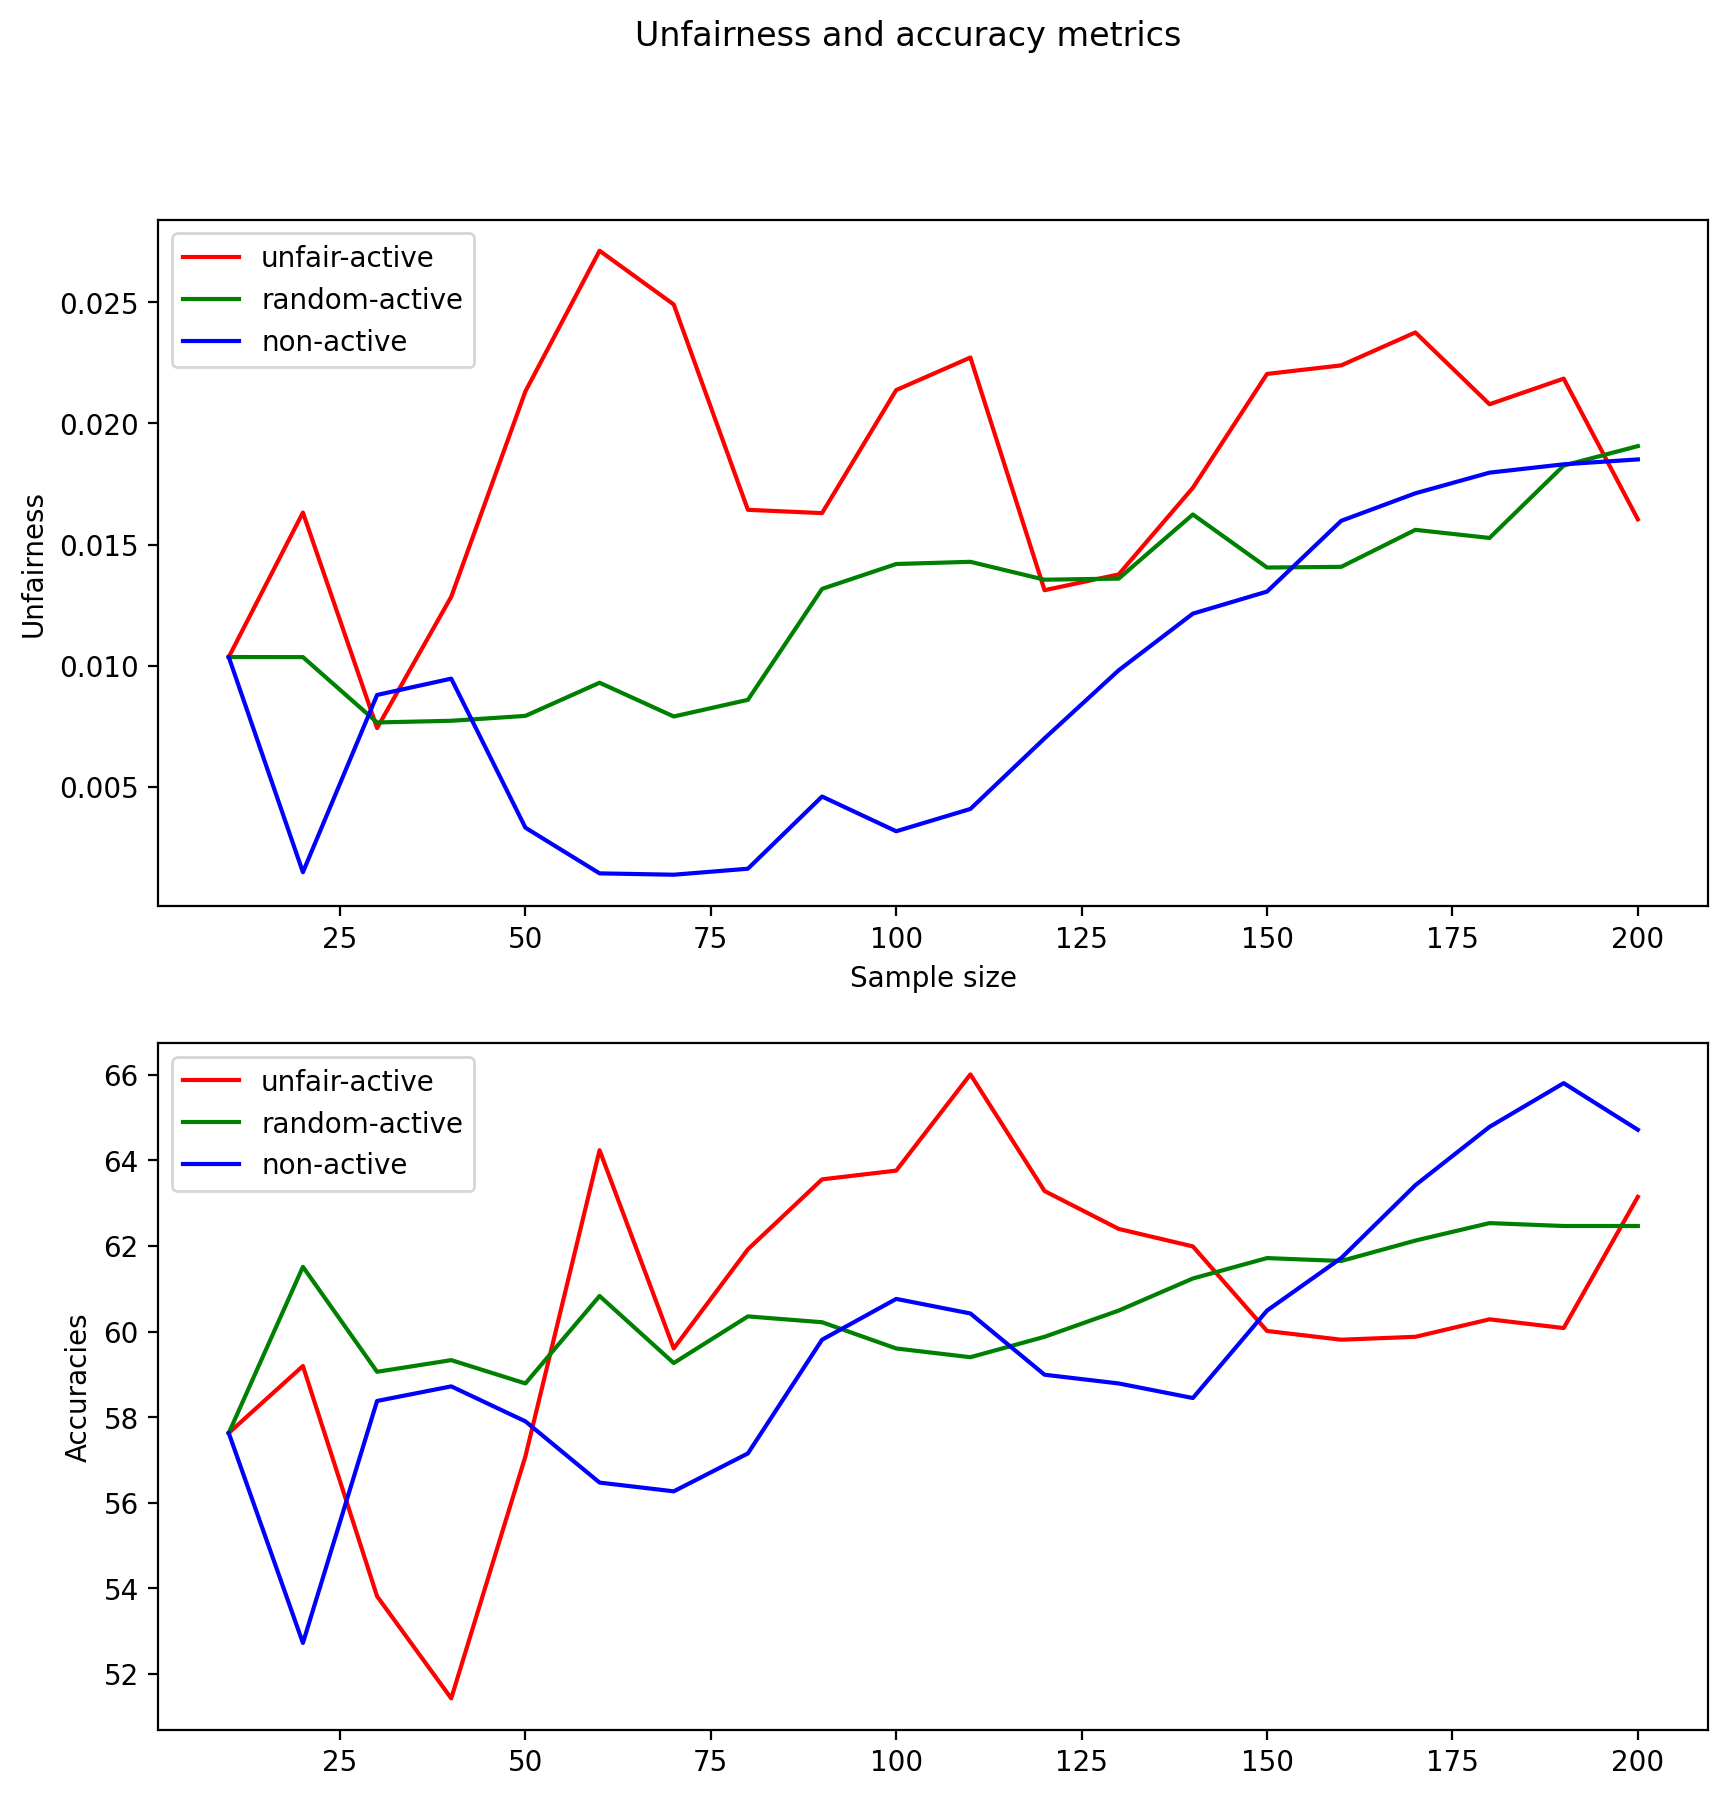 Unfairness and accuracy metrics
unfair-active
random-active
non-active
0.025
0.020
0.015
0.010
0.005
Unfairness
25 50 75 100 125 150 175 200
Sample size
unfair-active
random-active
non-active
66
64
62
60
58
56
54
52
Accuracies
25 50 75 100 125 150 175 200